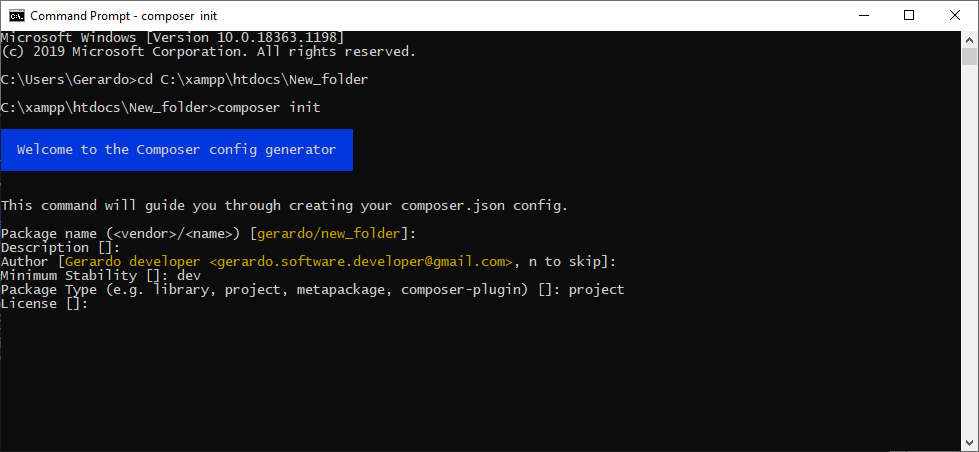 Command Prompt - composer init
Microsoft Windows [Version 10.0.18363.1198]
(c) 2019 Microsoft Corporation. All rights reserved.
C:\Users\Gerardo>cd C:\xampp\htdocs\New_folder
C:\xampp\htdocs\New_folder>composer init
Welcome to the Composer config generator
This command will guide you through creating your composer.json config.
Package name (<vendor>/<name>) [gerardo/new_folder]:
Description []:
Author [Gerardo developer <gerardo.software.developer@gmail.com>, n to skip]:
Minimum Stability []: dev
Package Type (e.g. library, project, metapackage, composer-plugin) []: project
License []: